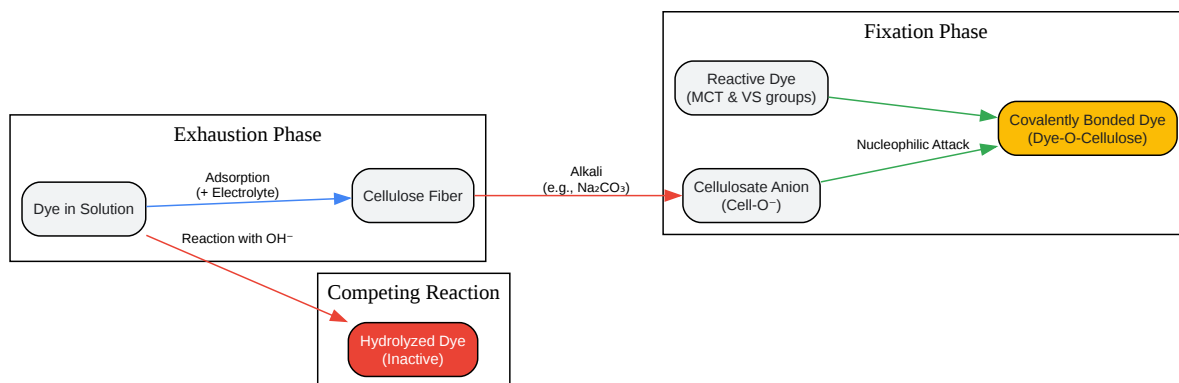 Exhaustion Phase
Dye in Solution
Adsorption
(+ Electrolyte)
Cellulose Fiber
Reaction with OH⁻
Competing Reaction
Hydrolyzed Dye
(Inactive)
Alkali
(e.g., Na₂CO₃)
Fixation Phase
Reactive Dye
(MCT & VS groups)
Cellulosate Anion
(Cell-O⁻)
Nucleophilic Attack
Covalently Bonded Dye
(Dye-O-Cellulose)